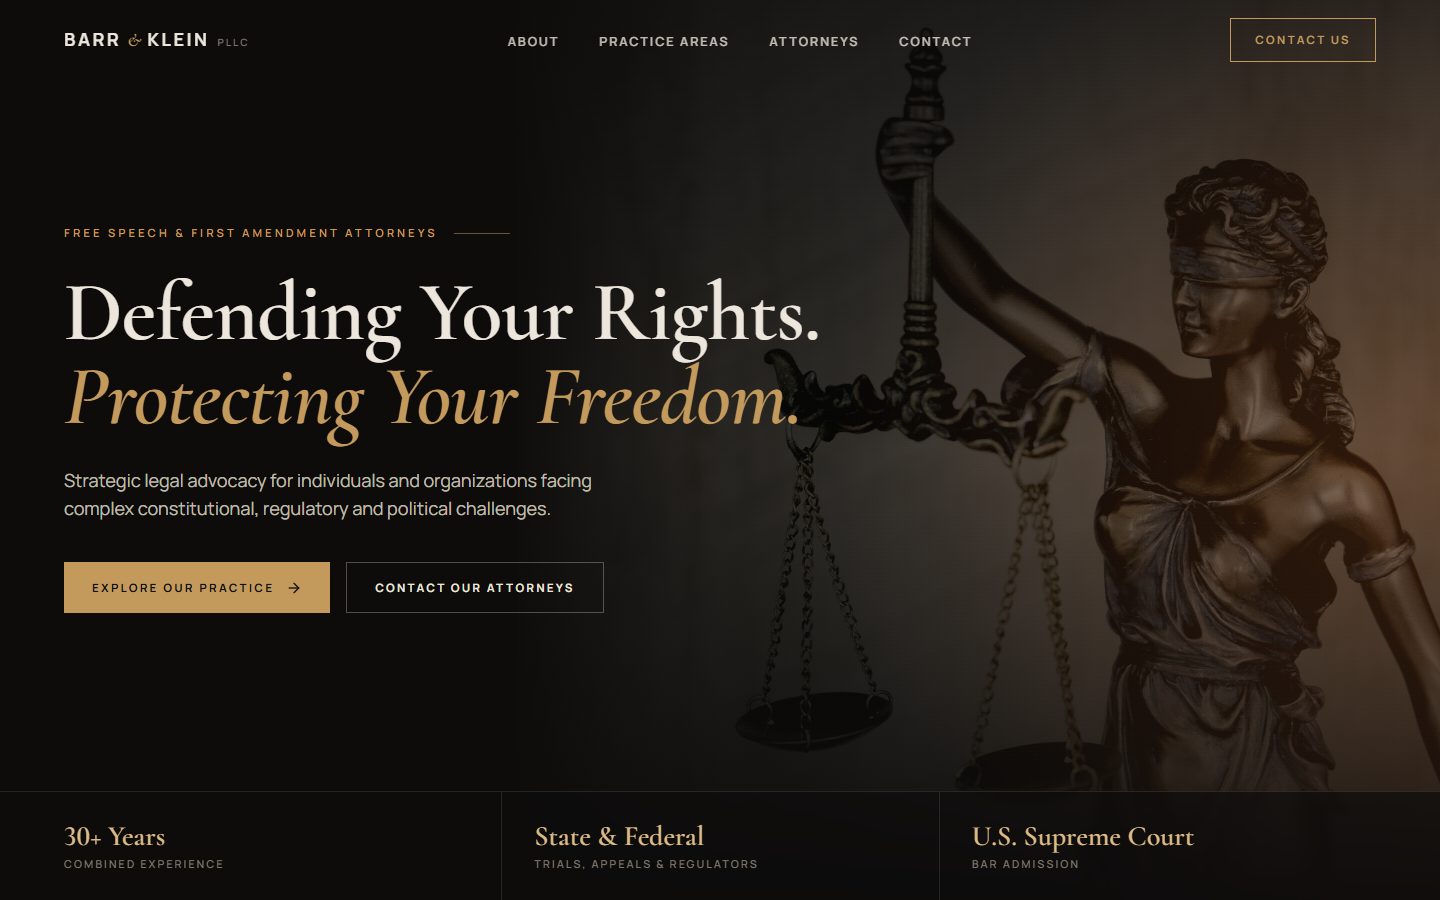 BARR & KLEIN PLLC
ABOUT PRACTICE AREAS ATTORNEYS CONTACT
CONTACT US
FREE SPEECH & FIRST AMENDMENT ATTORNEYS
Defending Your Rights.
Protecting Your Freedom.
Strategic legal advocacy for individuals and organizations facing
complex constitutional, regulatory and political challenges.
EXPLORE OUR PRACTICE →
CONTACT OUR ATTORNEYS
30+ Years
COMBINED EXPERIENCE
State & Federal
TRIALS, APPEALS & REGULATORS
U.S. Supreme Court
BAR ADMISSION